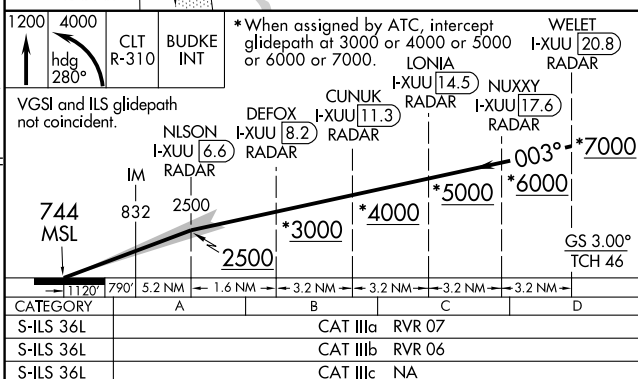 1200
4000
hdg
280°
CLT
R-310
BUDKE
INT
*When assigned by ATC, intercept
glidepath at 3000 or 4000 or 5000
or 6000 or 7000.
WELET
I-XUU 20.8
RADAR
LONIA
I-XUU 14.5
RADAR
NUXXY
I-XUU 17.6
RADAR
CUNUK
I-XUU 11.3
RADAR
DEFOX
I-XUU 8.2
RADAR
NLSON
I-XUU 6.6
RADAR
VGSI and ILS glidepath
not coincident.
IM
832
2500
744
MSL
2500
*3000
*4000
*5000
*6000
003°
*7000
GS 3.00°
TCH 46
1120' 790' 5.2 NM 1.6 NM 3.2 NM 3.2 NM 3.2 NM 3.2 NM
CATEGORY A B C D
S-ILS 36L CAT IIIa RVR 07
S-ILS 36L CAT IIIb RVR 06
S-ILS 36L CAT IIIc NA